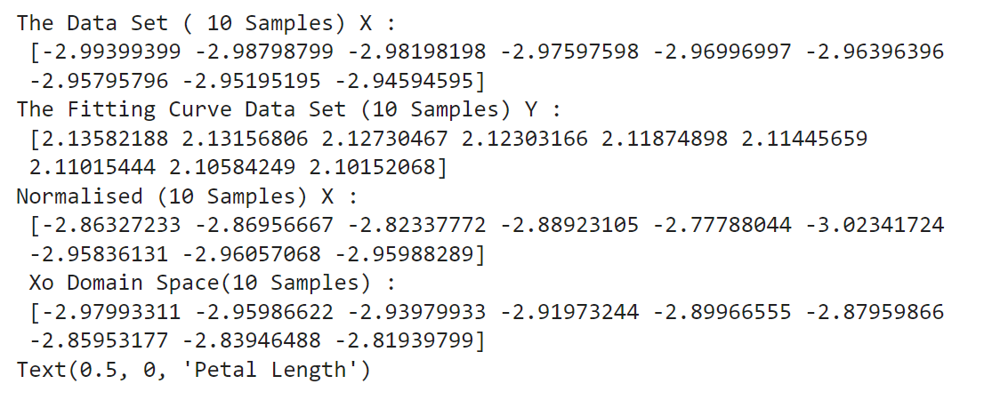 The Data Set ( 10 Samples) X :
[-2.99399399 -2.98798799 -2.98198198 -2.97597598 -2.96996997 -2.96396396
-2.95795796 -2.95195195 -2.94594595]
The Fitting Curve Data Set (10 Samples) Y :
[2.13582188 2.13156806 2.12730467 2.12303166 2.11874898 2.11445659
2.11015444 2.10584249 2.10152068]
Normalised (10 Samples) X :
[-2.86327233 -2.86956667 -2.82337772 -2.88923105 -2.77788044 -3.02341724
-2.95836131 -2.96057068 -2.95988289]
Xo Domain Space(10 Samples) :
[-2.97993311 -2.95986622 -2.93979933 -2.91973244 -2.89966555 -2.87959866
-2.85953177 -2.83946488 -2.81939799]
Text(0.5, 0, 'Petal Length')